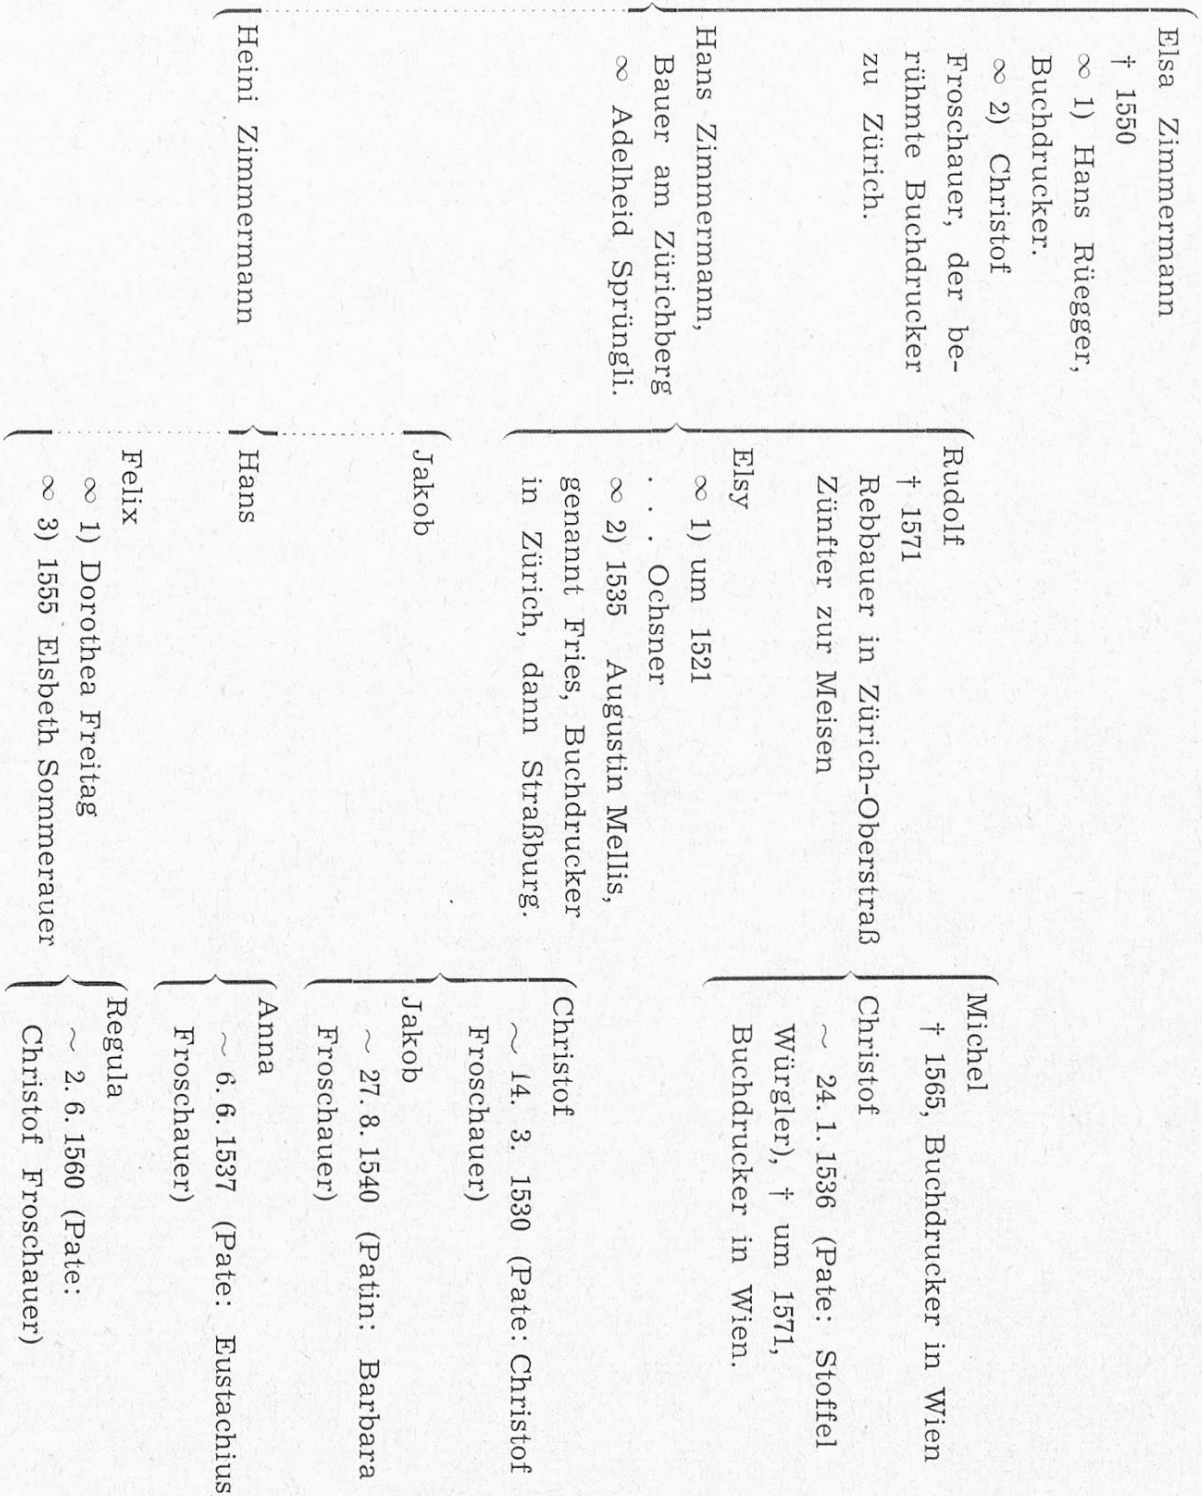 Elsa Zimmermann
† 1550
∞ 1) Hans Rüegger,
Buchdrucker.
∞ 2) Christof
Froschauer, der be-
rühmte Buchdrucker
zu Zürich.
Hans Zimmermann,
Bauer am Zürichberg
∞ Adelheid Sprüngli.
Heini Zimmermann
Rudolf
† 1571
Rebbauer in Zürich-Oberstraß
Zünfter zur Meisen
Elsy
∞ 1) um 1521
. . . Ochsner
∞ 2) 1535 Augustin Mellis,
genannt Fries, Buchdrucker
in Zürich, dann Straßburg.
Jakob
Hans
Felix
∞ 1) Dorothea Freitag
∞ 3) 1555 Elsbeth Sommerauer
Michel
† 1565, Buchdrucker in Wien
Christof
~ 24. 1. 1536 (Pate: Stoffel
Würgler), † um 1571,
Buchdrucker in Wien.
Christof
~ 14. 3. 1530 (Pate: Christof
Froschauer)
Jakob
~ 27. 8. 1540 (Patin: Barbara
Froschauer)
Anna
~ 6. 6. 1537 (Pate: Eustachius
Froschauer)
Regula
~ 2. 6. 1560 (Pate:
Christof Froschauer)